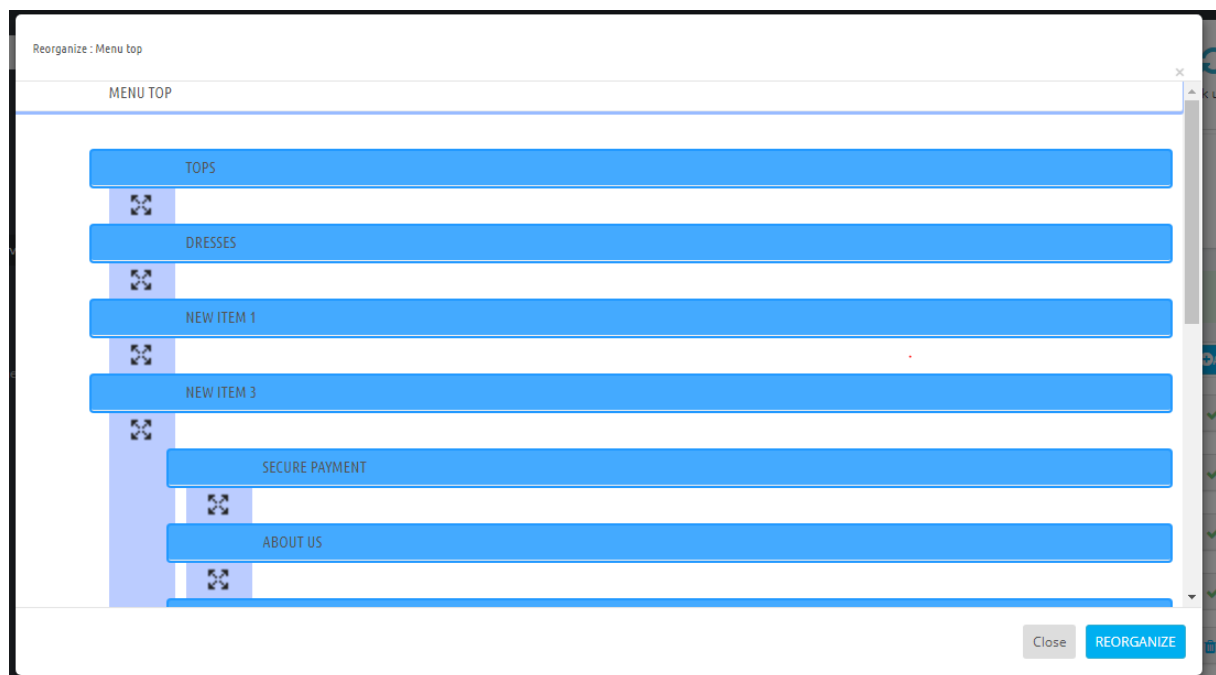 Reorganize : Menu top
×
MENU TOP
TOPS
DRESSES
NEW ITEM 1
NEW ITEM 3
SECURE PAYMENT
ABOUT US
Close
REORGANIZE